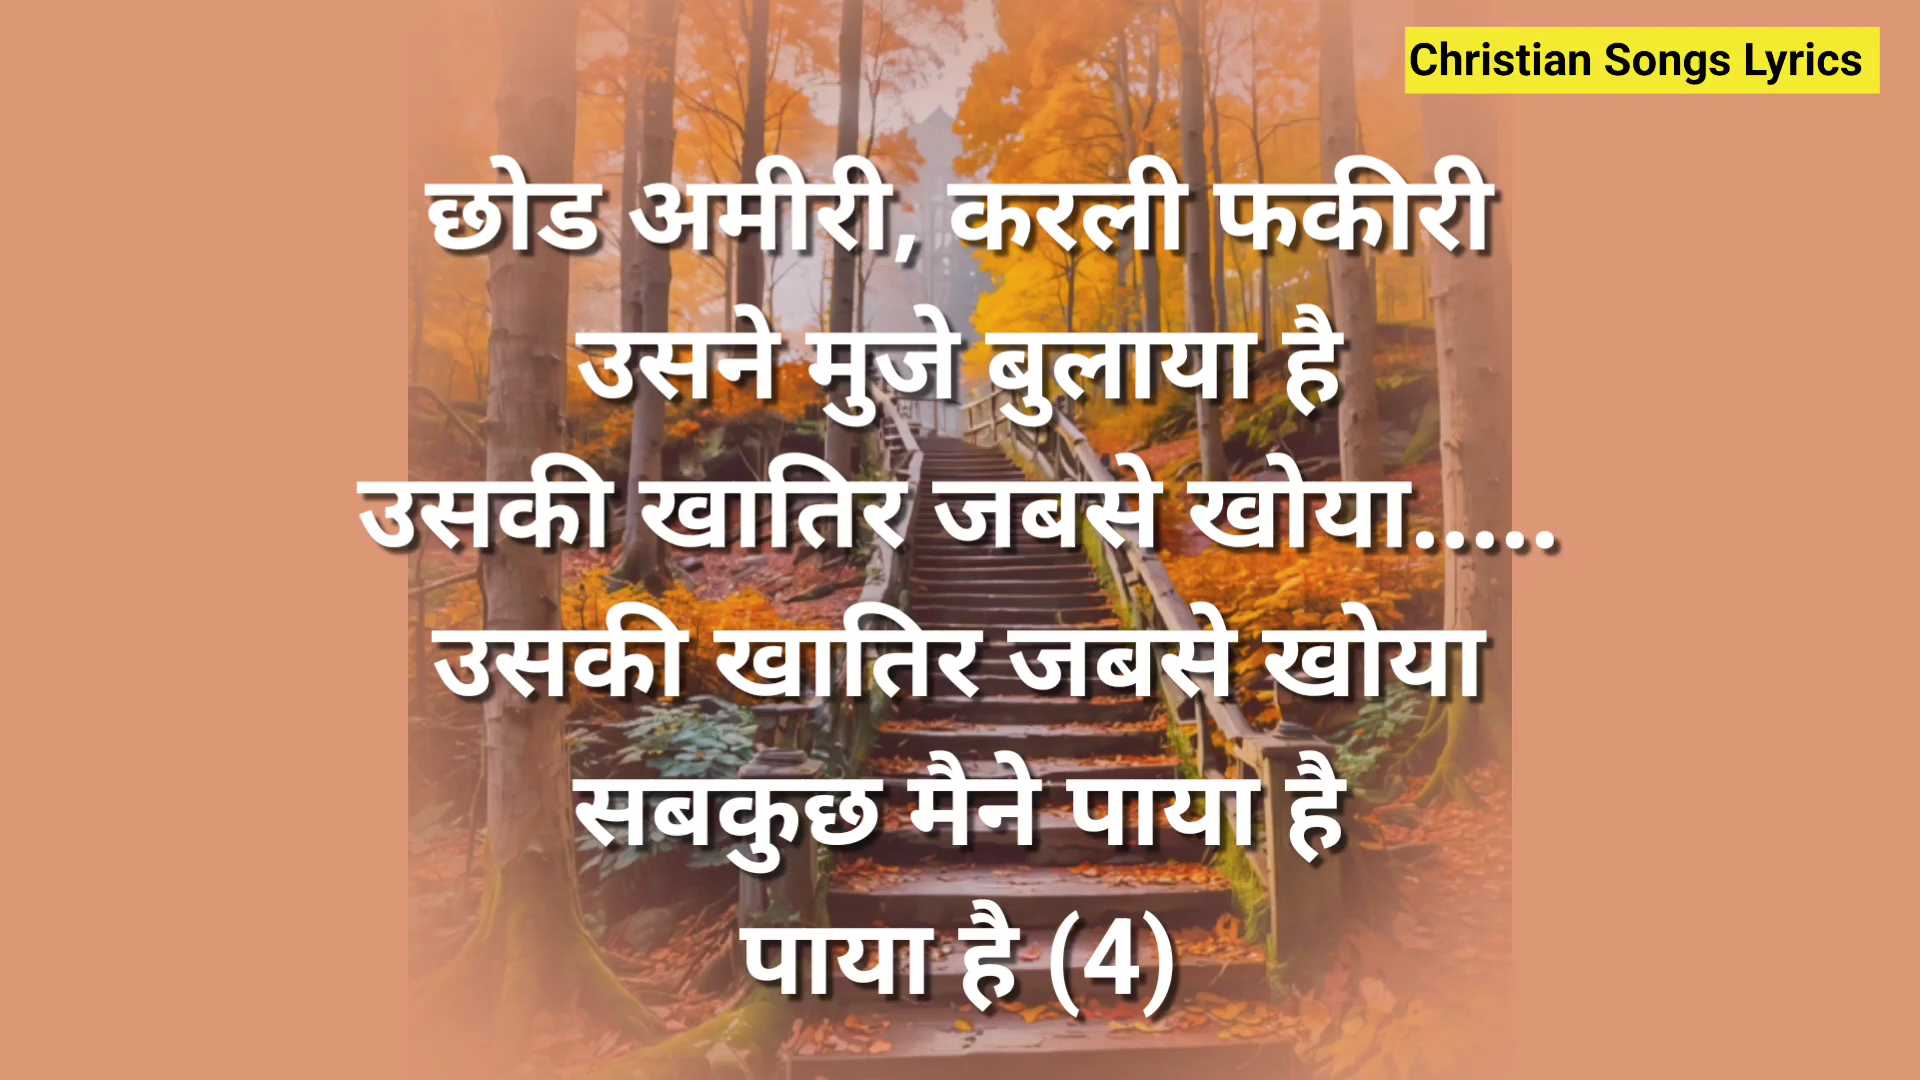 Christian Songs Lyrics
छोड अमीरी, करली फकीरी
उसने मुजे बुलाया है
उसकी खातिर जबसे खोया.....
उसकी खातिर जबसे खोया
सबकुछ मैने पाया है
पाया है (4)